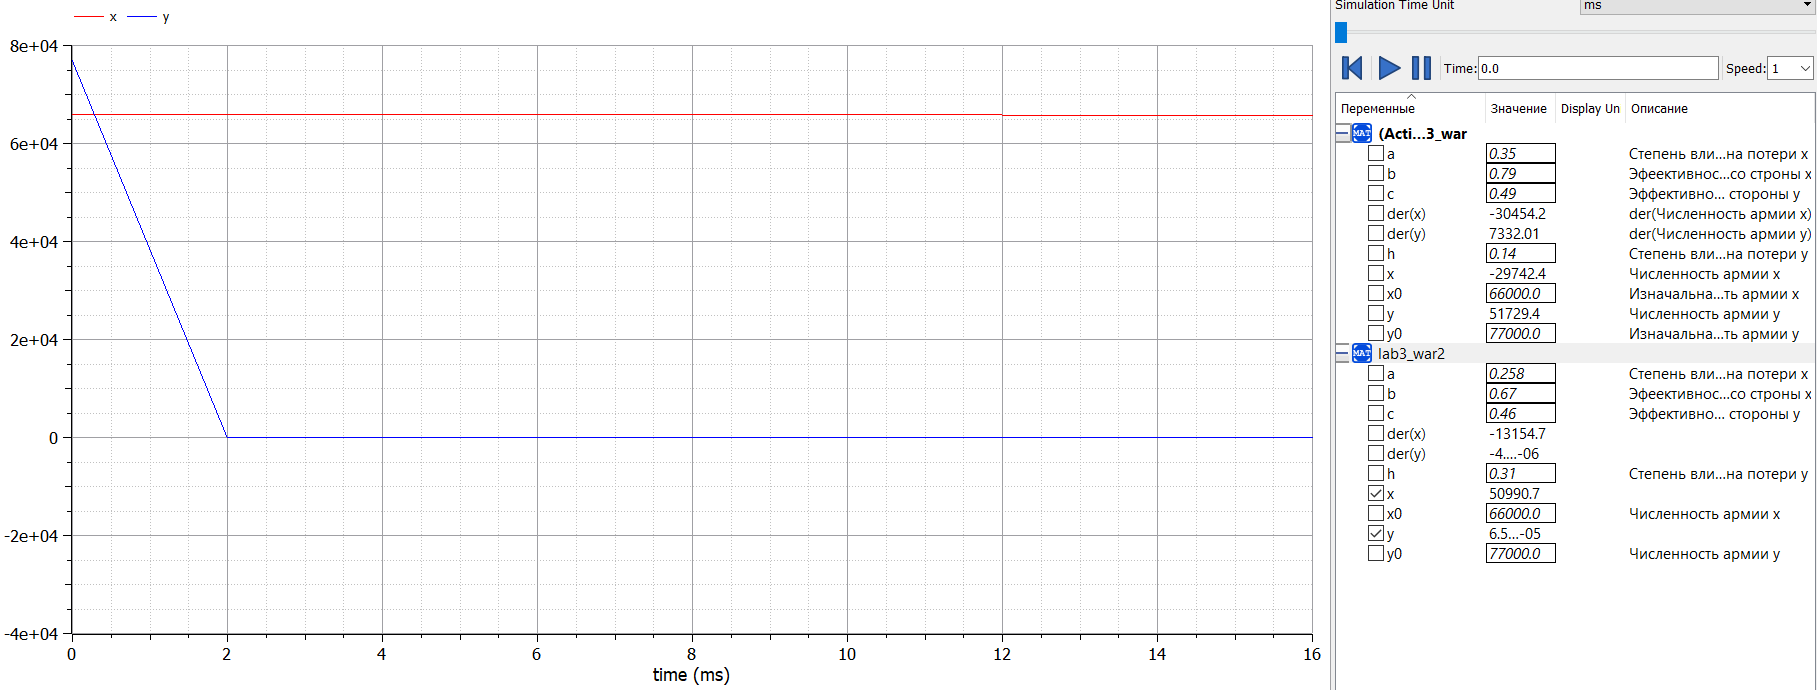 x y
8e+04
6e+04
4e+04
2e+04
0
-2e+04
-4e+04
0 2 4 6 8 10 12 14 16
time (ms)
Simulation Time Unit ms
Time: 0.0 Speed: 1
Переменные Значение Display Un Описание
MAT (Acti...3_war
a 0.35 Степень вли...на потери x
b 0.79 Эфеективнос...со строны x
c 0.49 Эффективно... стороны y
der(x) -30454.2 der(Численность армии x)
der(y) 7332.01 der(Численность армии y)
h 0.14 Степень вли...на потери y
x -29742.4 Численность армии x
x0 66000.0 Изначальна...ть армии x
y 51729.4 Численность армии y
y0 77000.0 Изначальна...ть армии y
MAT lab3_war2
a 0.258 Степень вли...на потери x
b 0.67 Эфеективнос...со строны x
c 0.46 Эффективно... стороны y
der(x) -13154.7
der(y) -4....-06
h 0.31 Степень вли...на потери y
x 50990.7
x0 66000.0 Численность армии x
y 6.5...-05
y0 77000.0 Численность армии y